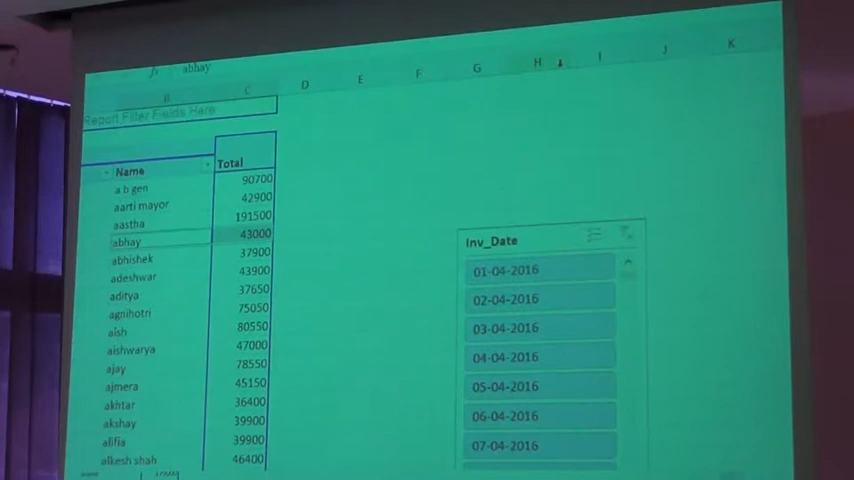 fx abhay
B C D E F G H I J K
Report Filter Fields Here
Name Total
a b gen 90700
aarti mayor 42900
aastha 191500
abhay 43000
abhishek 37900
adeshwar 43900
aditya 37650
agnihotri 75050
aish 80550
aishwarya 47000
ajay 78550
ajmera 45150
akhtar 36400
akshay 39900
alifia 39900
alkesh shah 46400
Inv_Date
01-04-2016
02-04-2016
03-04-2016
04-04-2016
05-04-2016
06-04-2016
07-04-2016